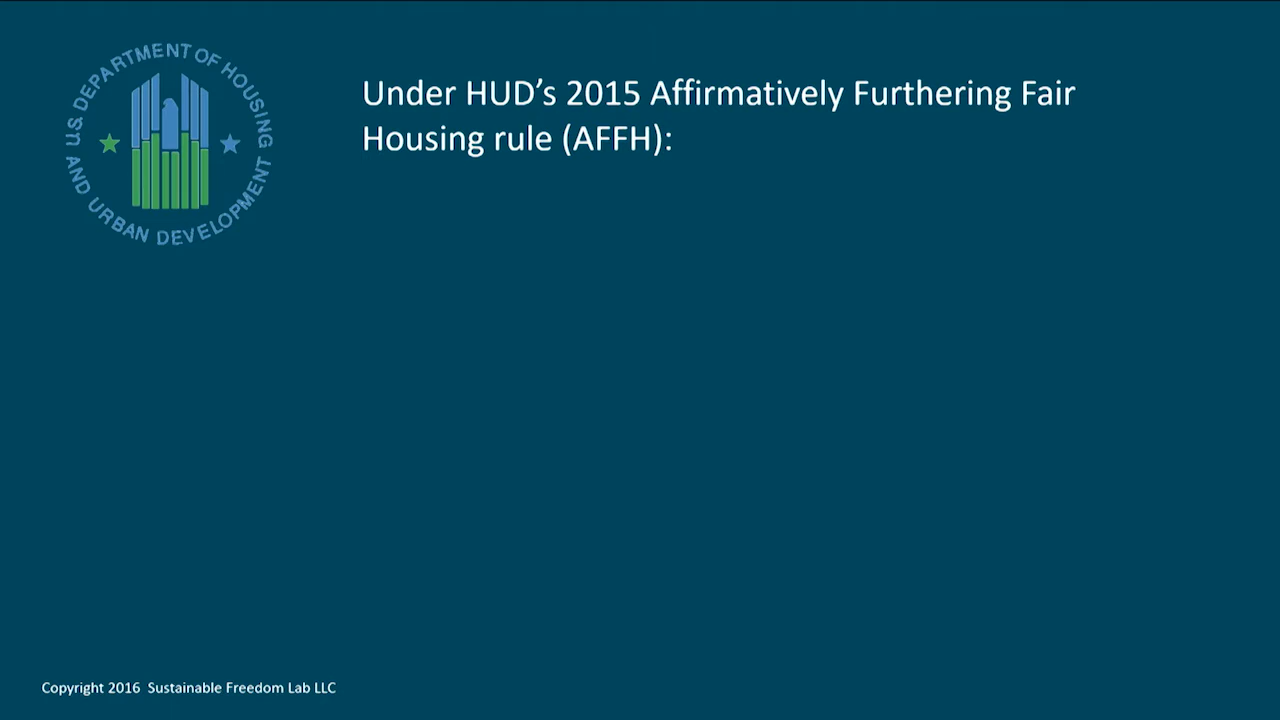 U.S. DEPARTMENT OF HOUSING
AND URBAN DEVELOPMENT
Under HUD’s 2015 Affirmatively Furthering Fair
Housing rule (AFFH):
Copyright 2016  Sustainable Freedom Lab LLC